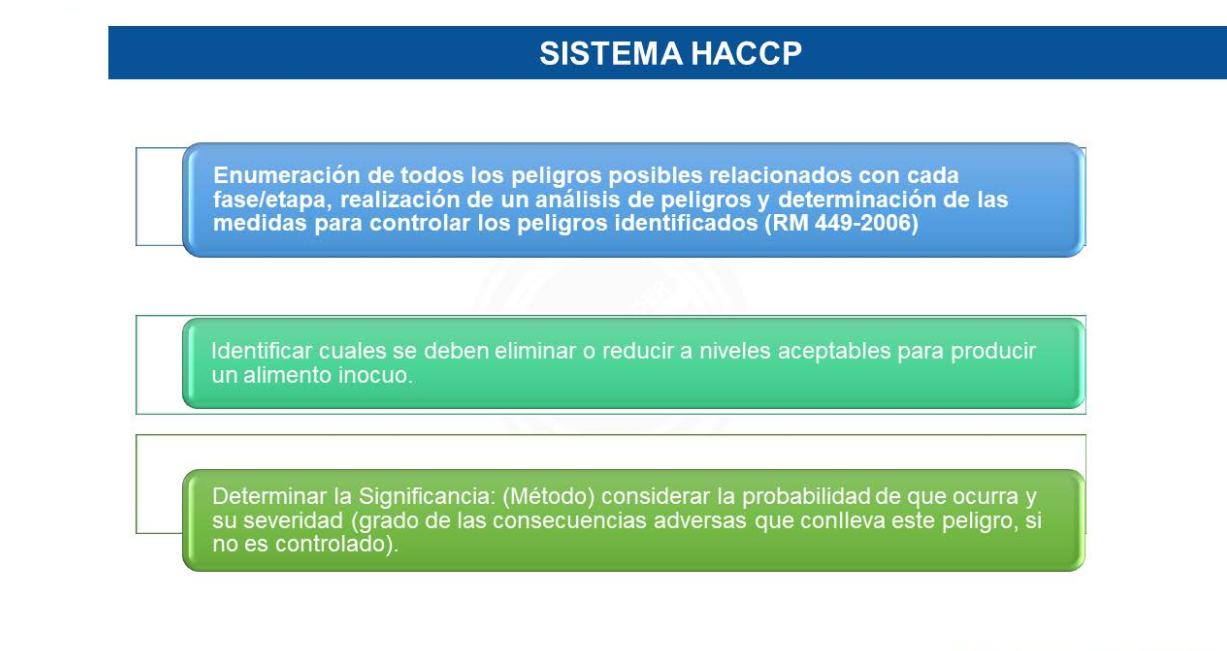 SISTEMA HACCP
Enumeración de todos los peligros posibles relacionados con cada
fase/etapa, realización de un análisis de peligros y determinación de las
medidas para controlar los peligros identificados (RM 449-2006)
Identificar cuales se deben eliminar o reducir a niveles aceptables para producir
un alimento inocuo.
Determinar la Significancia: (Método) considerar la probabilidad de que ocurra y
su severidad (grado de las consecuencias adversas que conlleva este peligro, si
no es controlado).